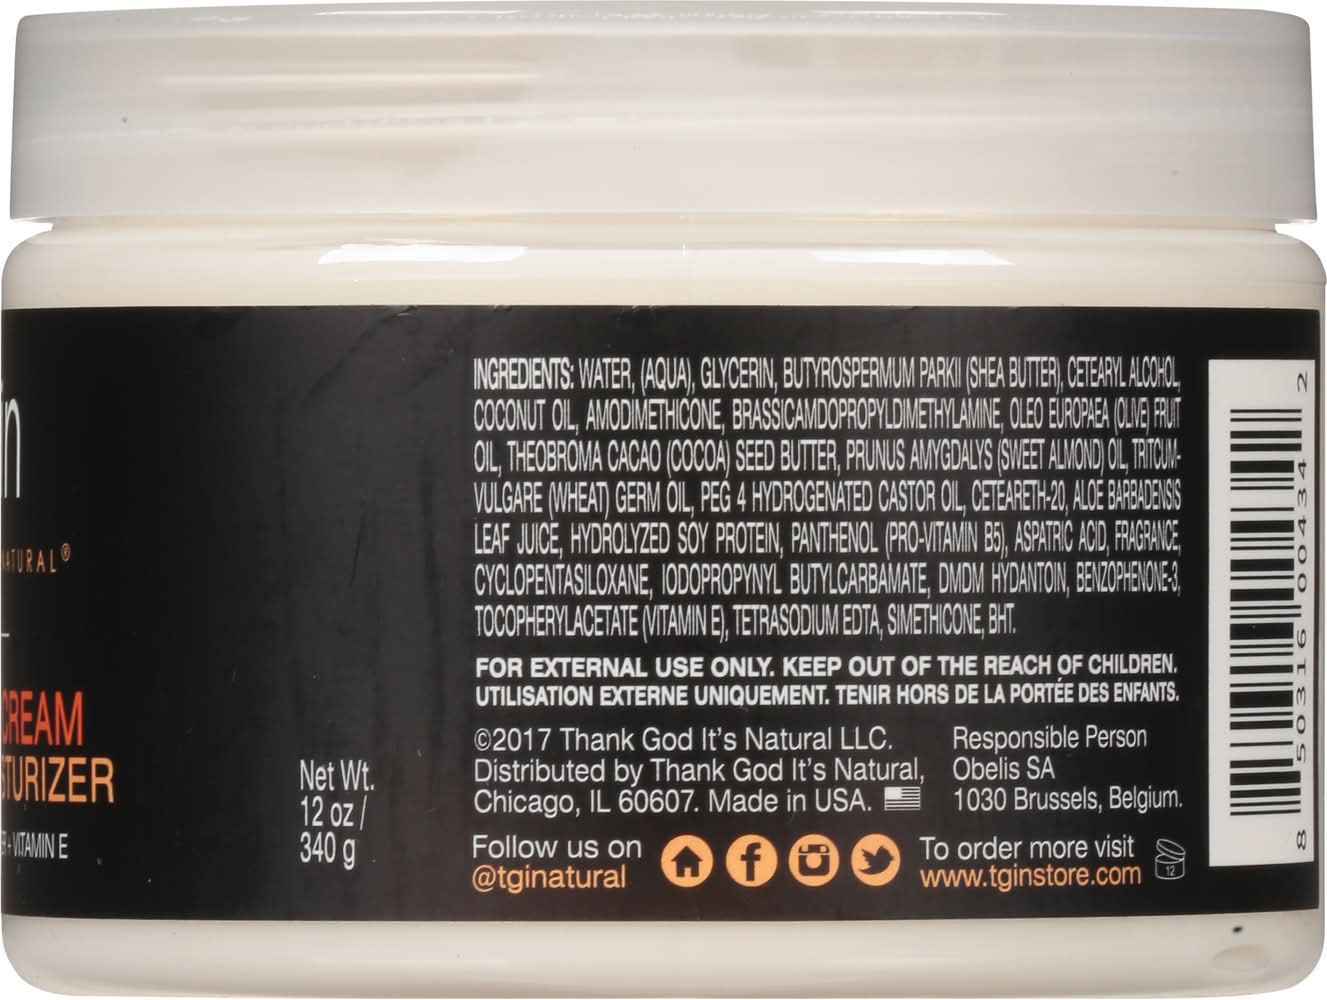 in
NATURAL®
CREAM
STURIZER
ER + VITAMIN E
Net Wt.
12 oz /
340 g
INGREDIENTS: WATER, (AQUA), GLYCERIN, BUTYROSPERMUM PARKII (SHEA BUTTER), CETEARYL ALCOHOL,
COCONUT OIL, AMODIMETHICONE, BRASSICAMDOPROPYLDIMETHYLAMINE, OLEO EUROPAEA (OLIVE) FRUIT
OIL, THEOBROMA CACAO (COCOA) SEED BUTTER, PRUNUS AMYGDALYS (SWEET ALMOND) OIL, TRITCUM-
VULGARE (WHEAT) GERM OIL, PEG 4 HYDROGENATED CASTOR OIL, CETEARETH-20, ALOE BARBADENSIS
LEAF JUICE, HYDROLYZED SOY PROTEIN, PANTHENOL (PRO-VITAMIN B5), ASPATRIC ACID, FRAGRANCE,
CYCLOPENTASILOXANE, IODOPROPYNYL BUTYLCARBAMATE, DMDM HYDANTOIN, BENZOPHENONE-3,
TOCOPHERYLACETATE (VITAMIN E), TETRASODIUM EDTA, SIMETHICONE, BHT.
FOR EXTERNAL USE ONLY. KEEP OUT OF THE REACH OF CHILDREN.
UTILISATION EXTERNE UNIQUEMENT. TENIR HORS DE LA PORTÉE DES ENFANTS.
©2017 Thank God It's Natural LLC.
Distributed by Thank God It's Natural,
Chicago, IL 60607. Made in USA.
Responsible Person
Obelis SA
1030 Brussels, Belgium.
Follow us on
@tginatural
To order more visit
www.tginstore.com
12
8 50316 00434 2